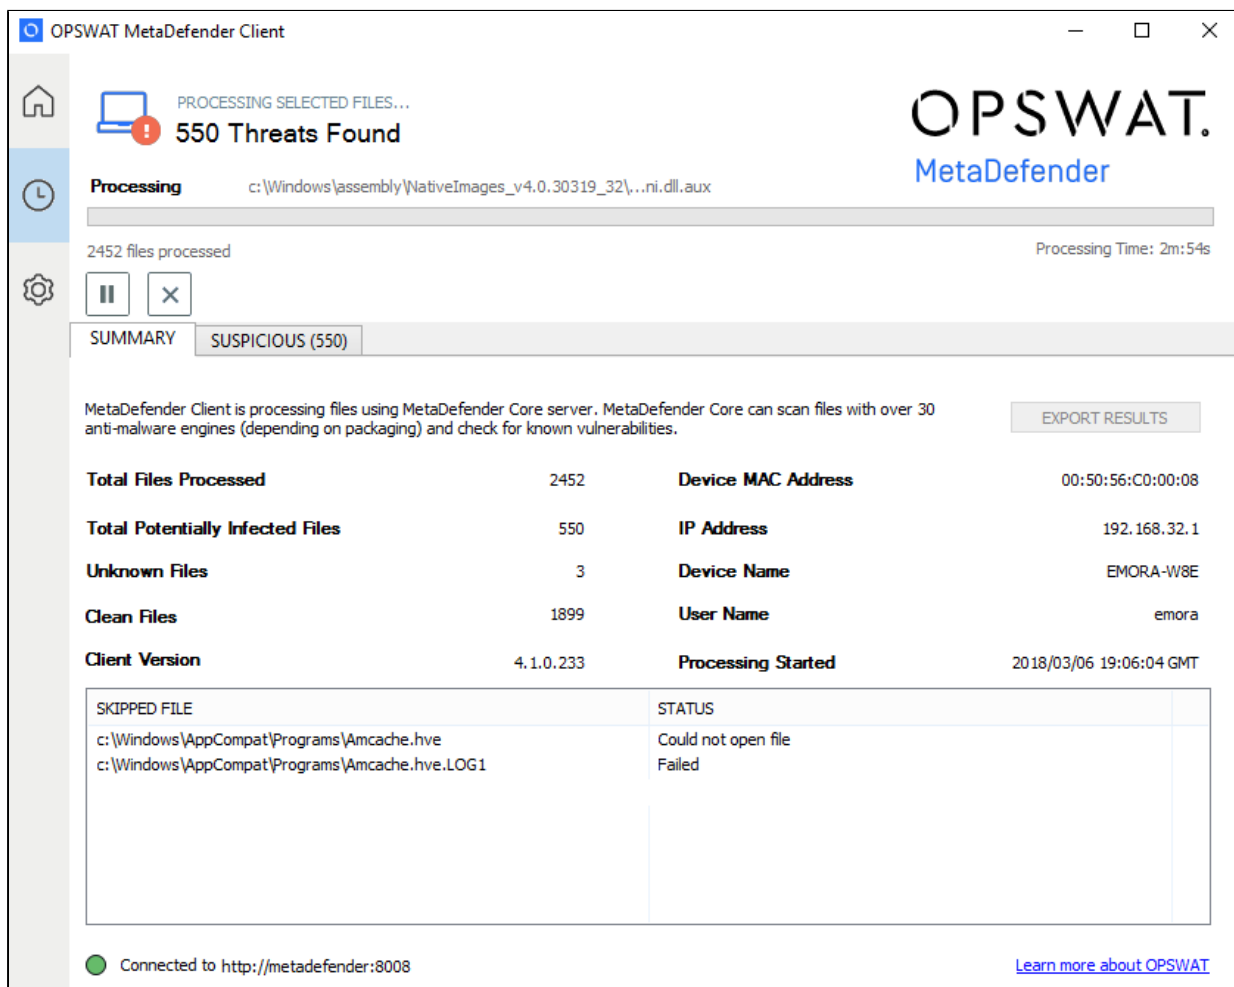 OPSWAT MetaDefender Client
PROCESSING SELECTED FILES...
550 Threats Found
OPSWAT.
MetaDefender
Processing c:\Windows\assembly\NativeImages_v4.0.30319_32\...ni.dll.aux
2452 files processed
Processing Time: 2m:54s
SUMMARY SUSPICIOUS (550)
MetaDefender Client is processing files using MetaDefender Core server. MetaDefender Core can scan files with over 30
anti-malware engines (depending on packaging) and check for known vulnerabilities.
EXPORT RESULTS
Total Files Processed 2452 Device MAC Address 00:50:56:C0:00:08
Total Potentially Infected Files 550 IP Address 192.168.32.1
Unknown Files 3 Device Name EMORA-W8E
Clean Files 1899 User Name emora
Client Version 4.1.0.233 Processing Started 2018/03/06 19:06:04 GMT
SKIPPED FILE STATUS
c:\Windows\AppCompat\Programs\Amcache.hve Could not open file
c:\Windows\AppCompat\Programs\Amcache.hve.LOG1 Failed
Connected to http://metadefender:8008 Learn more about OPSWAT